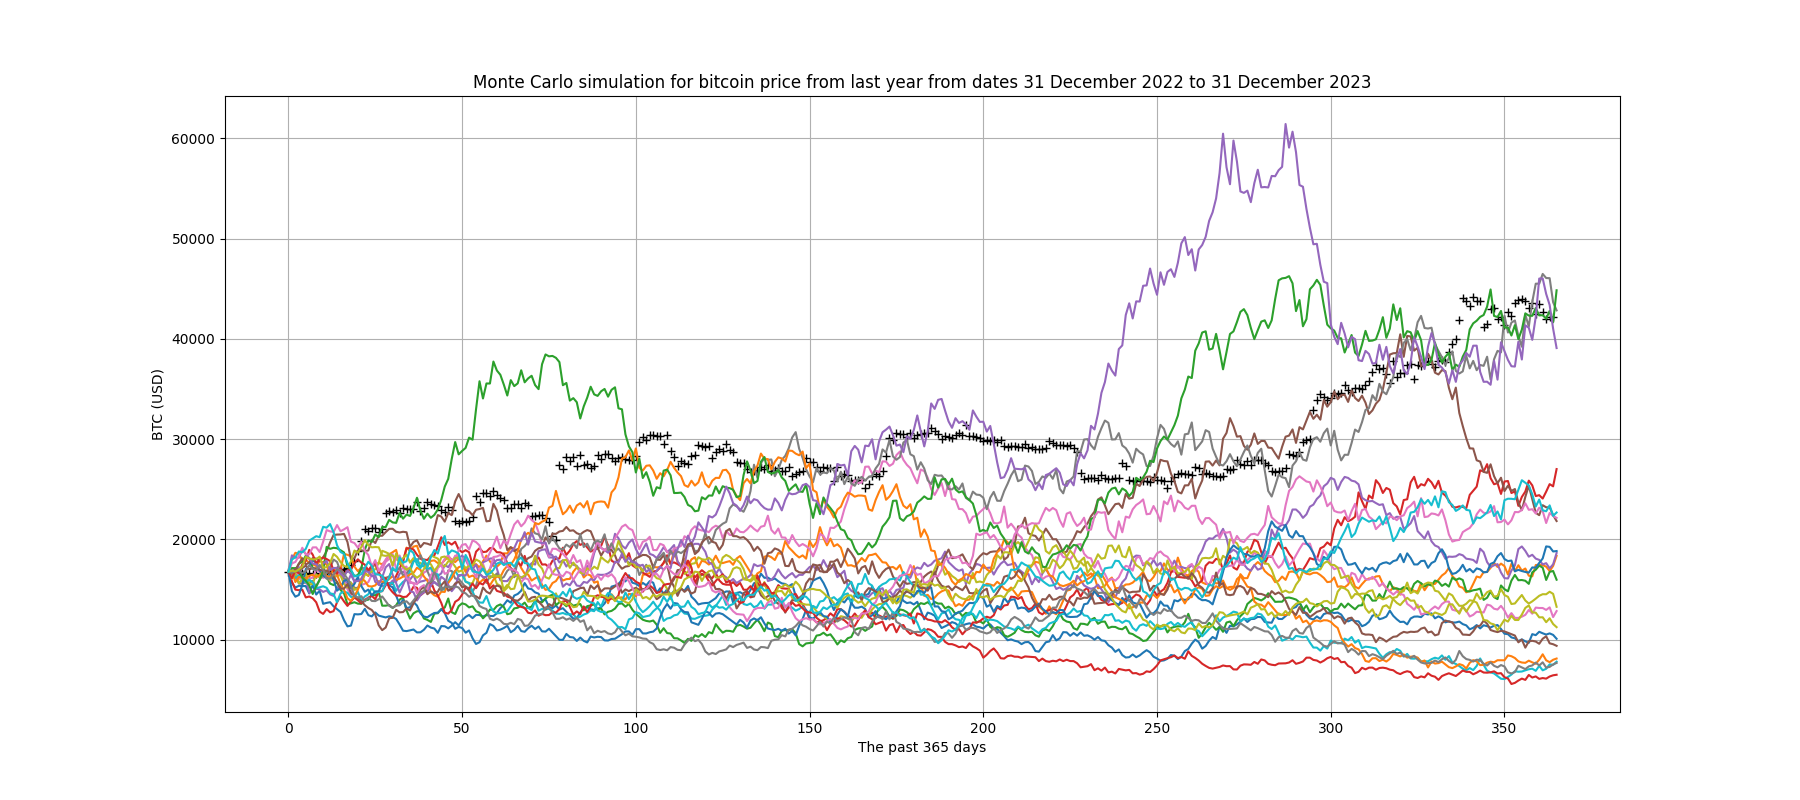 Monte Carlo simulation for bitcoin price from last year from dates 31 December 2022 to 31 December 2023
60000
50000
40000
30000
20000
10000
BTC (USD)
0 50 100 150 200 250 300 350
The past 365 days